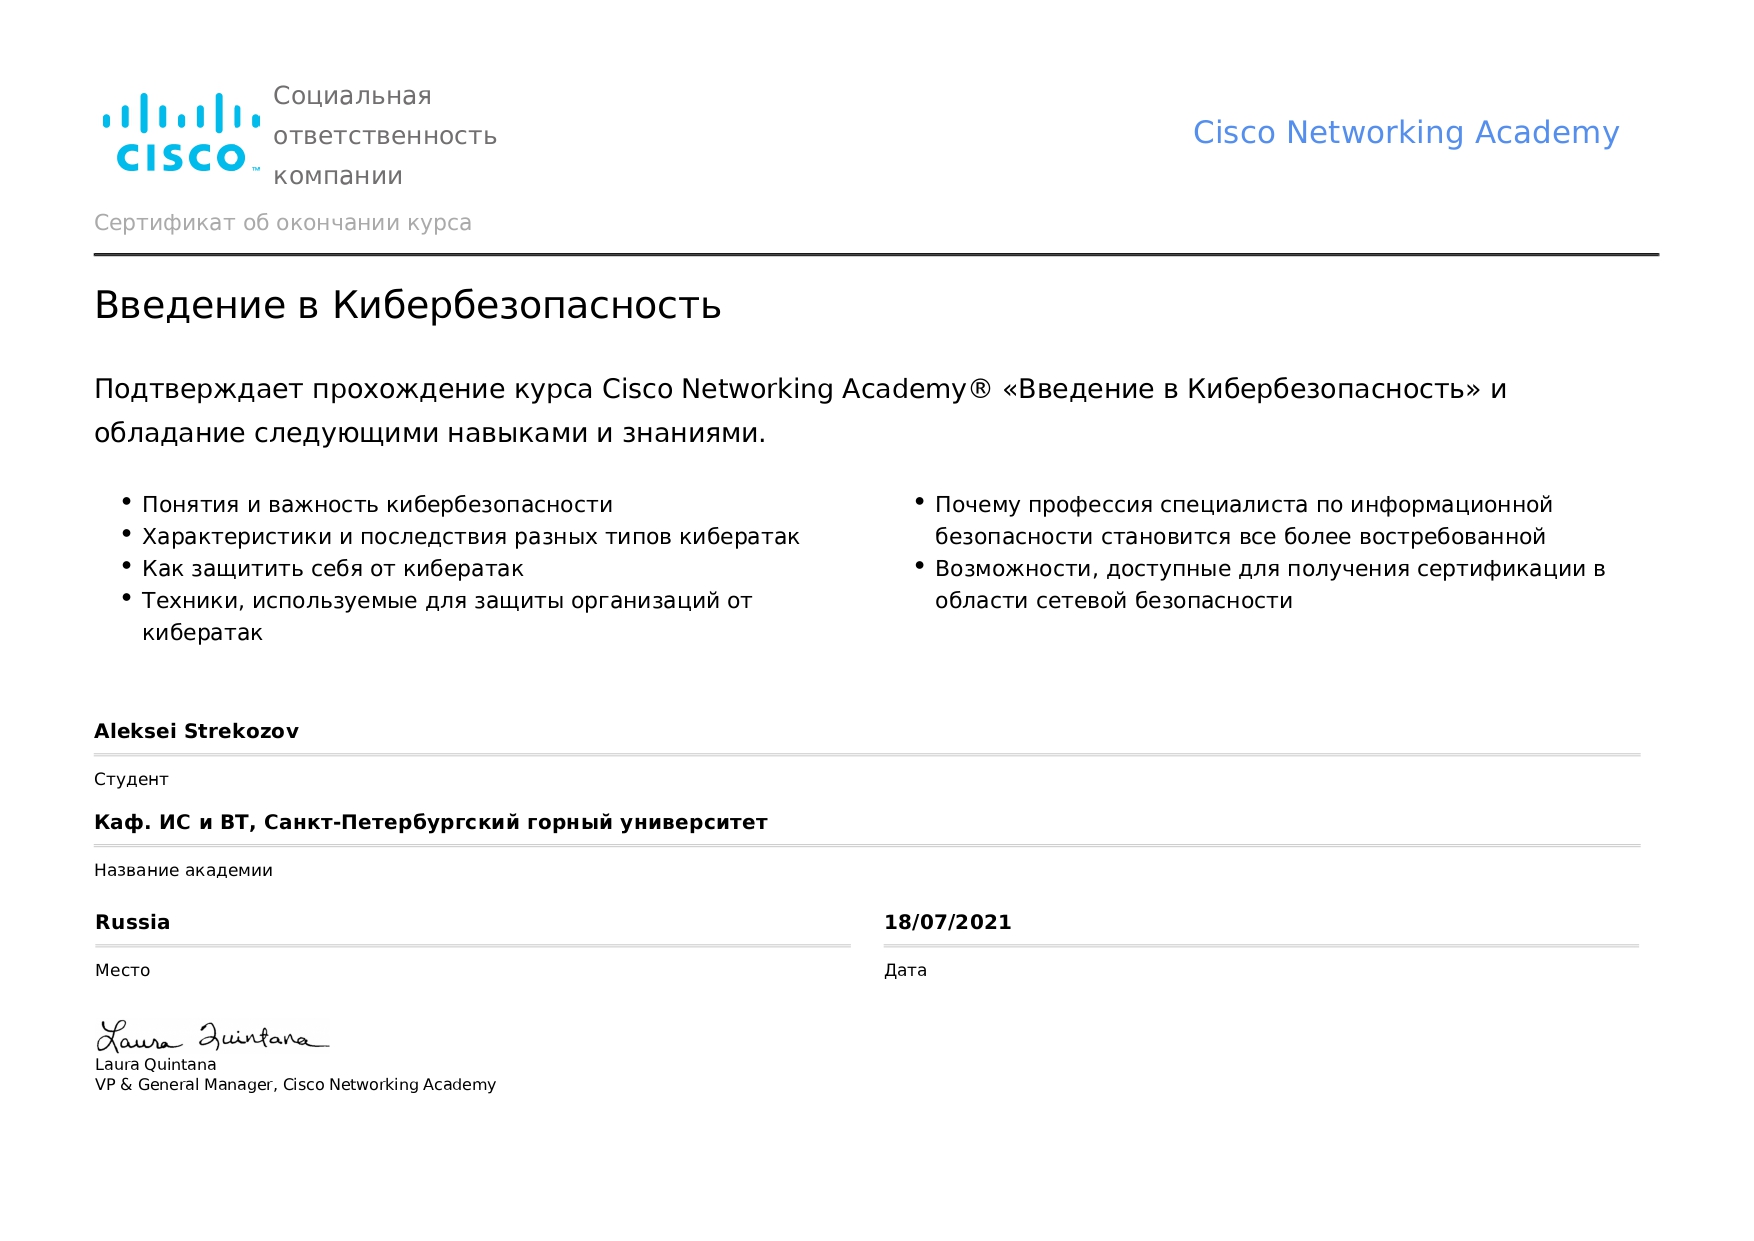 Социальная
ответственность
компании
CISCO™
Cisco Networking Academy
Сертификат об окончании курса
Введение в Кибербезопасность
Подтверждает прохождение курса Cisco Networking Academy® «Введение в Кибербезопасность» и
обладание следующими навыками и знаниями.
• Понятия и важность кибербезопасности
• Характеристики и последствия разных типов кибератак
• Как защитить себя от кибератак
• Техники, используемые для защиты организаций от
кибератак
• Почему профессия специалиста по информационной
безопасности становится все более востребованной
• Возможности, доступные для получения сертификации в
области сетевой безопасности
Aleksei Strekozov
Студент
Каф. ИС и ВТ, Санкт-Петербургский горный университет
Название академии
Russia
Место
18/07/2021
Дата
Laura Quintana
Laura Quintana
VP & General Manager, Cisco Networking Academy